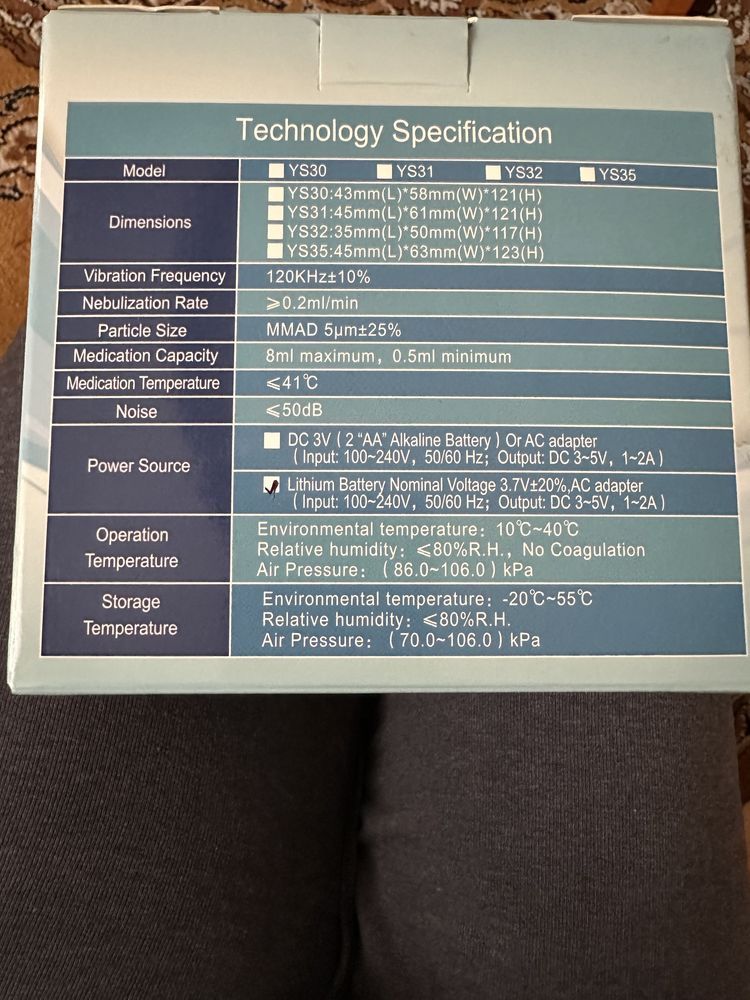 Technology Specification
Model
YS30 YS31 YS32 YS35
Dimensions
YS30:43mm(L)*58mm(W)*121(H)
YS31:45mm(L)*61mm(W)*121(H)
YS32:35mm(L)*50mm(W)*117(H)
YS35:45mm(L)*63mm(W)*123(H)
Vibration Frequency
120KHz±10%
Nebulization Rate
⩾0.2ml/min
Particle Size
MMAD 5μm±25%
Medication Capacity
8ml maximum, 0.5ml minimum
Medication Temperature
⩽41℃
Noise
⩽50dB
Power Source
DC 3V ( 2 “AA” Alkaline Battery ) Or AC adapter
( Input: 100~240V, 50/60 Hz; Output: DC 3~5V, 1~2A )
Lithium Battery Nominal Voltage 3.7V±20%,AC adapter
( Input: 100~240V, 50/60 Hz; Output: DC 3~5V, 1~2A )
Operation
Temperature
Environmental temperature: 10℃~40℃
Relative humidity: ⩽80%R.H., No Coagulation
Air Pressure: ( 86.0~106.0 ) kPa
Storage
Temperature
Environmental temperature: -20℃~55℃
Relative humidity: ⩽80%R.H.
Air Pressure: ( 70.0~106.0 ) kPa